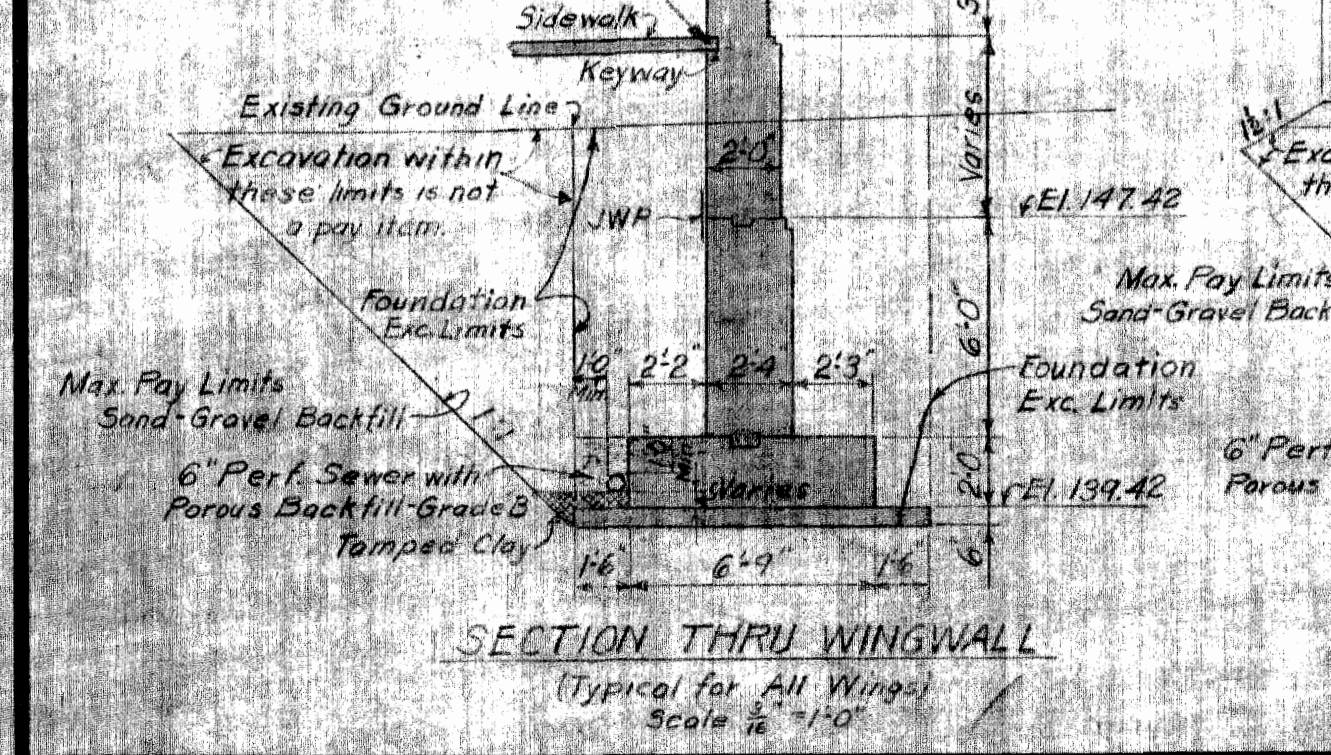 Sidewalk
Keyway
Existing Ground Line
Excavation within
these limits is not
a pay item.
Varies
2'-0"
El. 147.42
1½:1
Foundation
Exc. Limits
Max. Pay Limits
Sand-Gravel Back
6'-0"
1'-0"
Min.
2'-2"
2'-4"
2'-3"
Foundation
Exc. Limits
Max. Pay Limits
Sand-Gravel Backfill
6" Perf. Sewer with
Porous Backfill-Grade B
Tamped Clay
Varies
2'-0"
El. 139.42
6"
6" Perf
Porous
1'-6"
6'-9"
1'-6"
SECTION THRU WINGWALL
(Typical for All Wings)
Scale 3/16" = 1'-0"